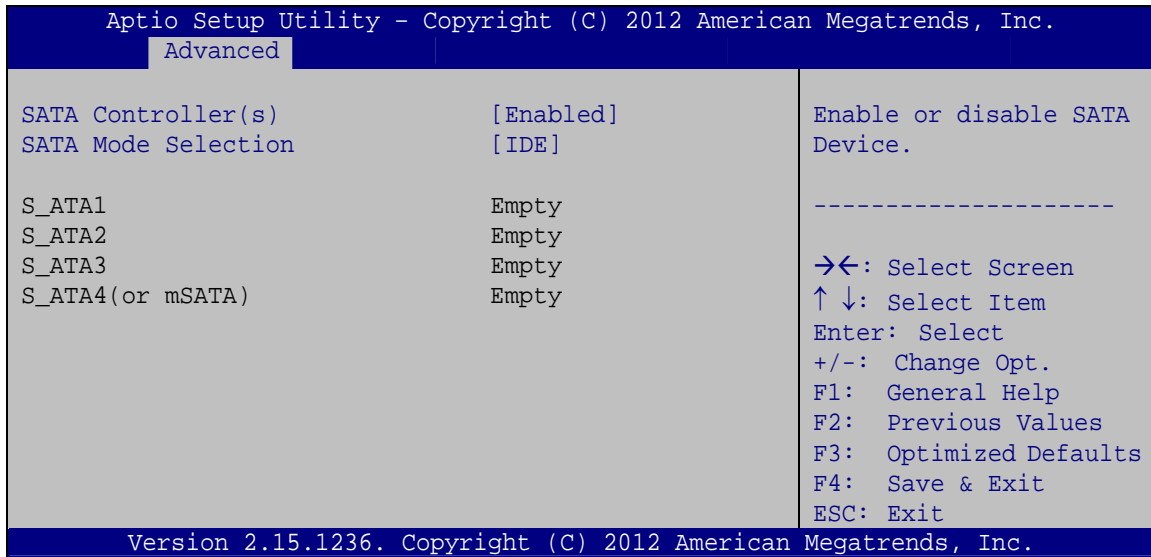 Aptio Setup Utility – Copyright (C) 2012 American Megatrends, Inc.
Advanced
SATA Controller(s) [Enabled]
SATA Mode Selection [IDE]
S_ATA1 Empty
S_ATA2 Empty
S_ATA3 Empty
S_ATA4(or mSATA) Empty
Enable or disable SATA
Device.
---------------------
→←: Select Screen
↑ ↓: Select Item
Enter: Select
+/-: Change Opt.
F1: General Help
F2: Previous Values
F3: Optimized Defaults
F4: Save & Exit
ESC: Exit
Version 2.15.1236. Copyright (C) 2012 American Megatrends, Inc.